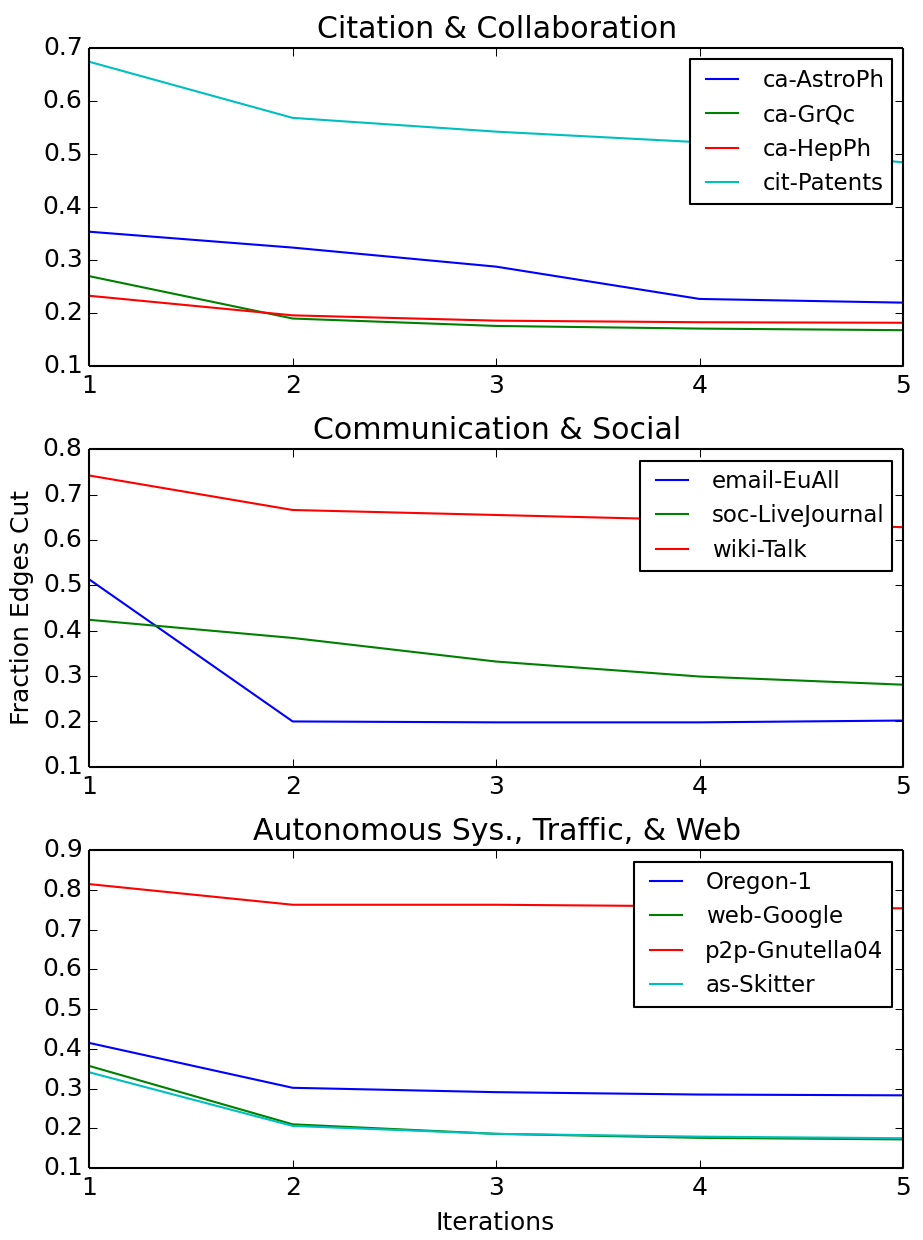 Citation & Collaboration
0.7
0.6
0.5
0.4
0.3
0.2
0.1
1 2 3 4 5
ca-AstroPh
ca-GrQc
ca-HepPh
cit-Patents
Communication & Social
0.8
0.7
0.6
0.5
0.4
0.3
0.2
0.1
1 2 3 4 5
email-EuAll
soc-LiveJournal
wiki-Talk
Fraction Edges Cut
Autonomous Sys., Traffic, & Web
0.9
0.8
0.7
0.6
0.5
0.4
0.3
0.2
0.1
1 2 3 4 5
Oregon-1
web-Google
p2p-Gnutella04
as-Skitter
Iterations